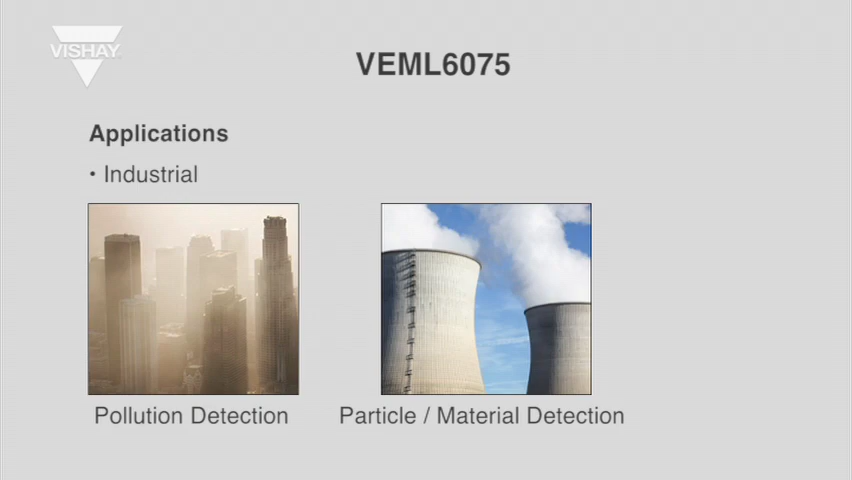 VISHAY
VEML6075
Applications
• Industrial
Pollution Detection
Particle / Material Detection